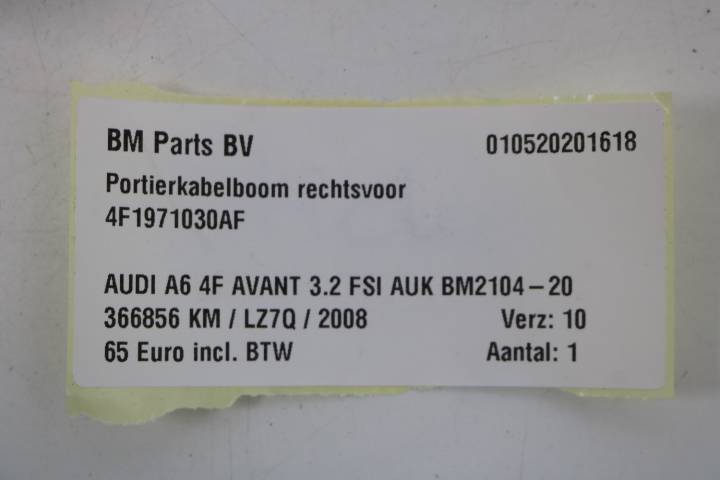 BM Parts BV 010520201618
Portierkabelboom rechtsvoor
4F1971030AF
AUDI A6 4F AVANT 3.2 FSI AUK BM2104-20
366856 KM / LZ7Q / 2008 Verz: 10
65 Euro incl. BTW Aantal: 1